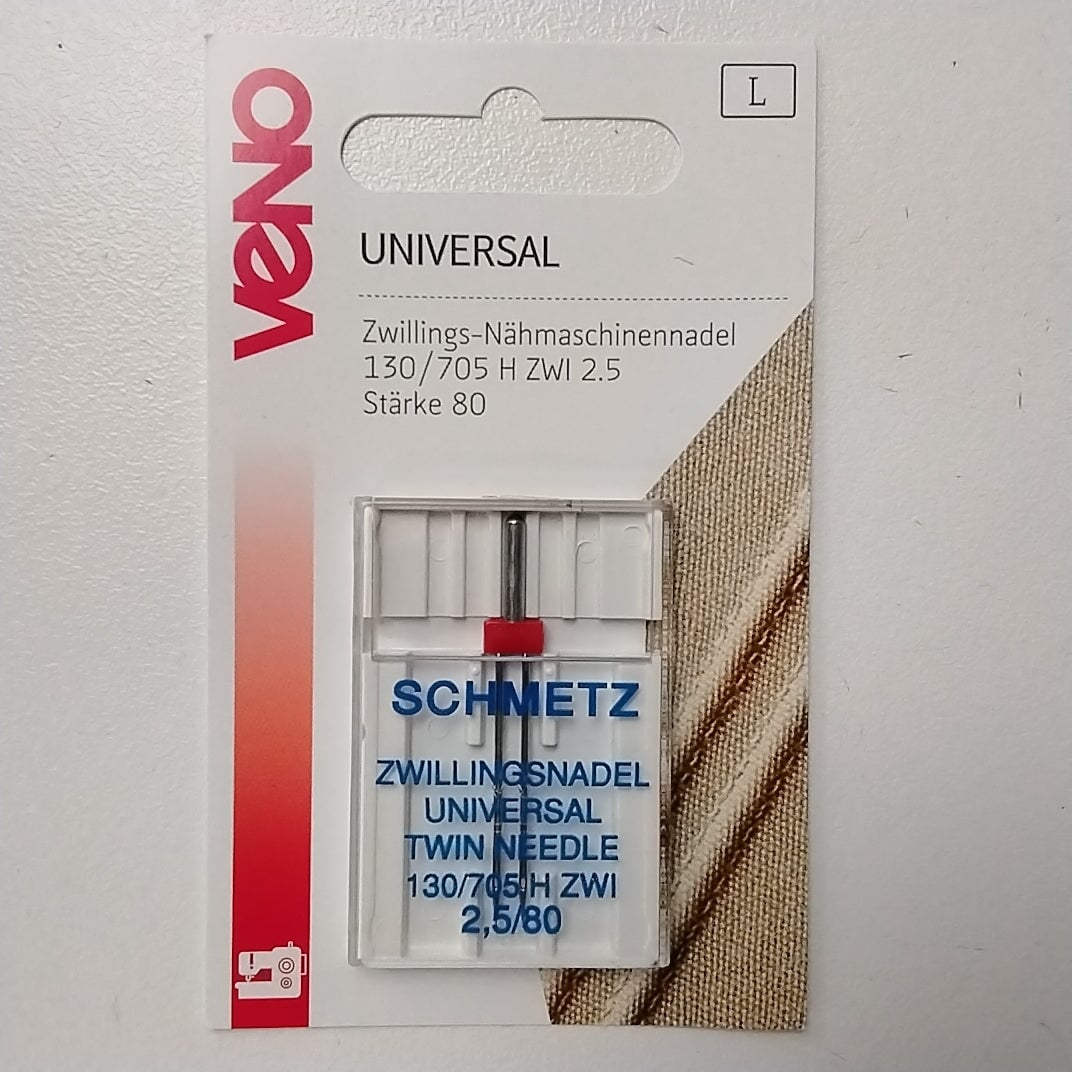 VENO
L
UNIVERSAL
Zwillings-Nähmaschinennadel
130/705 H ZWI 2.5
Stärke 80
SCHMETZ
ZWILLINGSNADEL
UNIVERSAL
TWIN NEEDLE
130/705 H ZWI
2,5/80